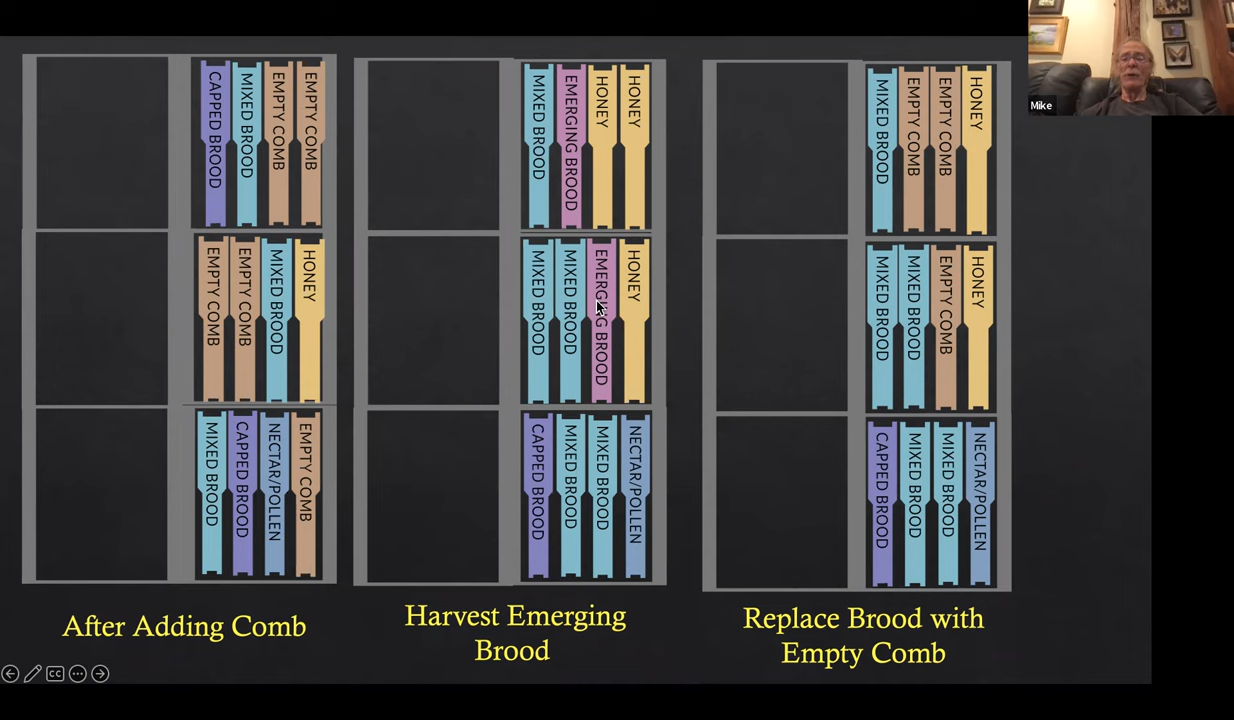 CAPPED BROOD
MIXED BROOD
EMPTY COMB
EMPTY COMB
EMPTY COMB
EMPTY COMB
MIXED BROOD
HONEY
MIXED BROOD
CAPPED BROOD
NECTAR/POLLEN
EMPTY COMB
After Adding Comb
MIXED BROOD
EMERGING BROOD
HONEY
HONEY
MIXED BROOD
MIXED BROOD
EMERGING BROOD
HONEY
CAPPED BROOD
MIXED BROOD
MIXED BROOD
NECTAR/POLLEN
Harvest Emerging
Brood
MIXED BROOD
EMPTY COMB
EMPTY COMB
HONEY
MIXED BROOD
MIXED BROOD
EMPTY COMB
HONEY
CAPPED BROOD
MIXED BROOD
MIXED BROOD
NECTAR/POLLEN
Replace Brood with
Empty Comb
Mike
CC